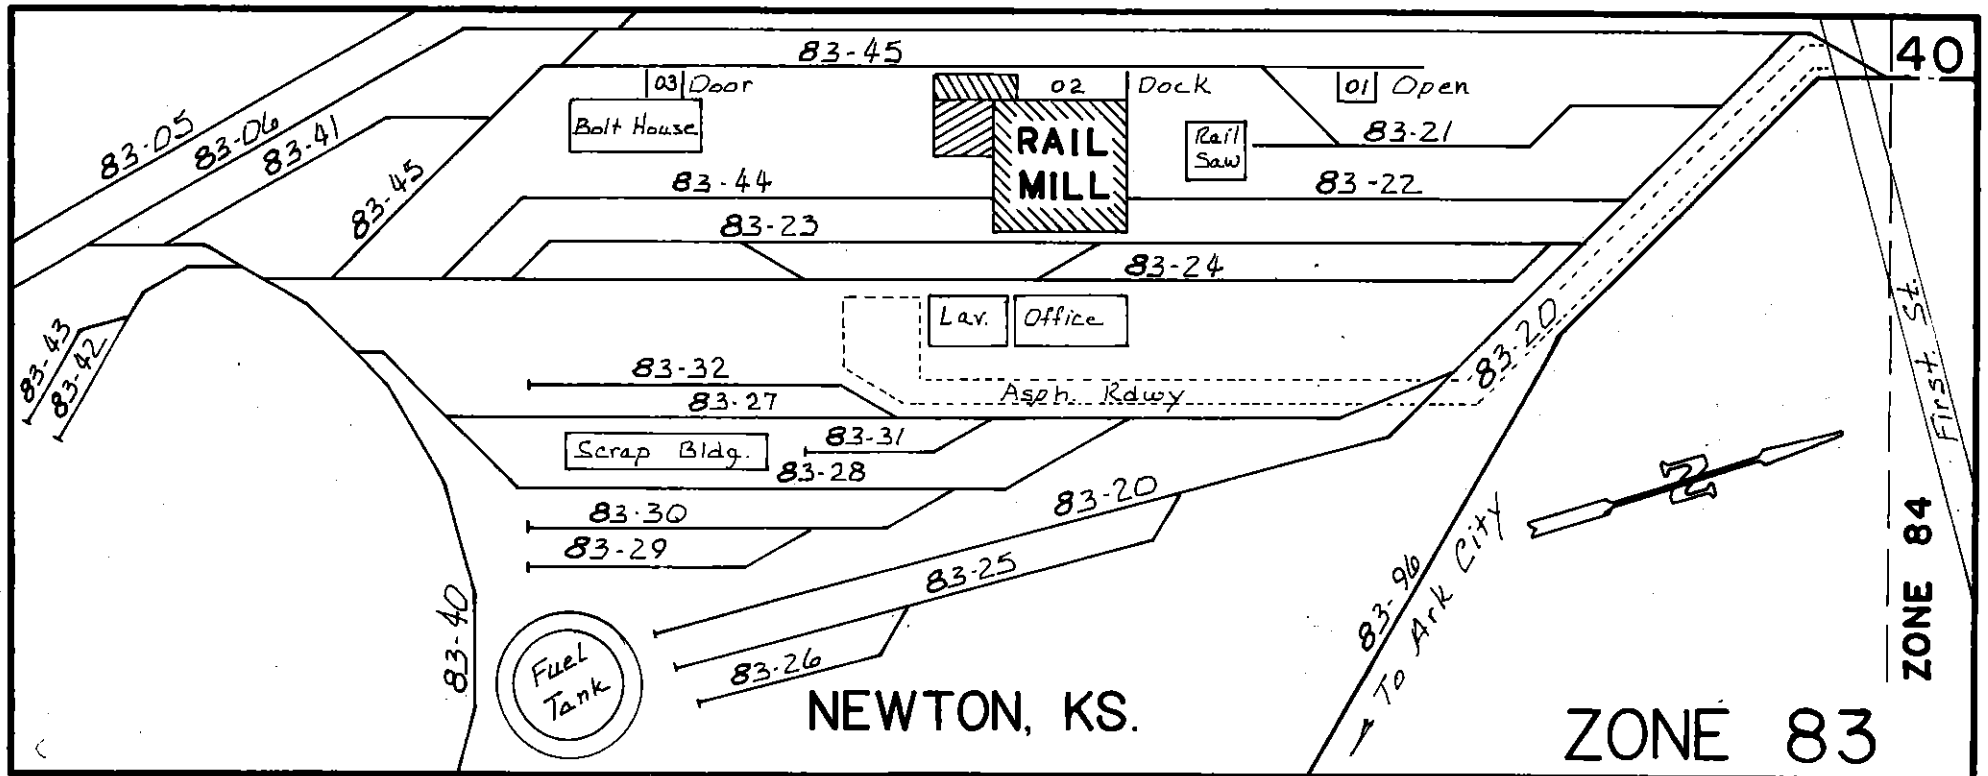 83-45
40
03 Door
02
Dock
01 Open
83-05
83-06
83-41
Bolt House
RAIL
MILL
Rail
Saw
83-21
83-45
83-44
83-22
83-23
83-24
Lav.
Office
83-20
First St.
83-43
83-42
83-32
Asph. Rdwy
83-27
83-31
Scrap Bldg.
83-28
83-20
N
83-30
83-29
83-25
83-96
To Ark City
ZONE 84
83-40
Fuel
Tank
83-26
NEWTON, KS.
ZONE 83